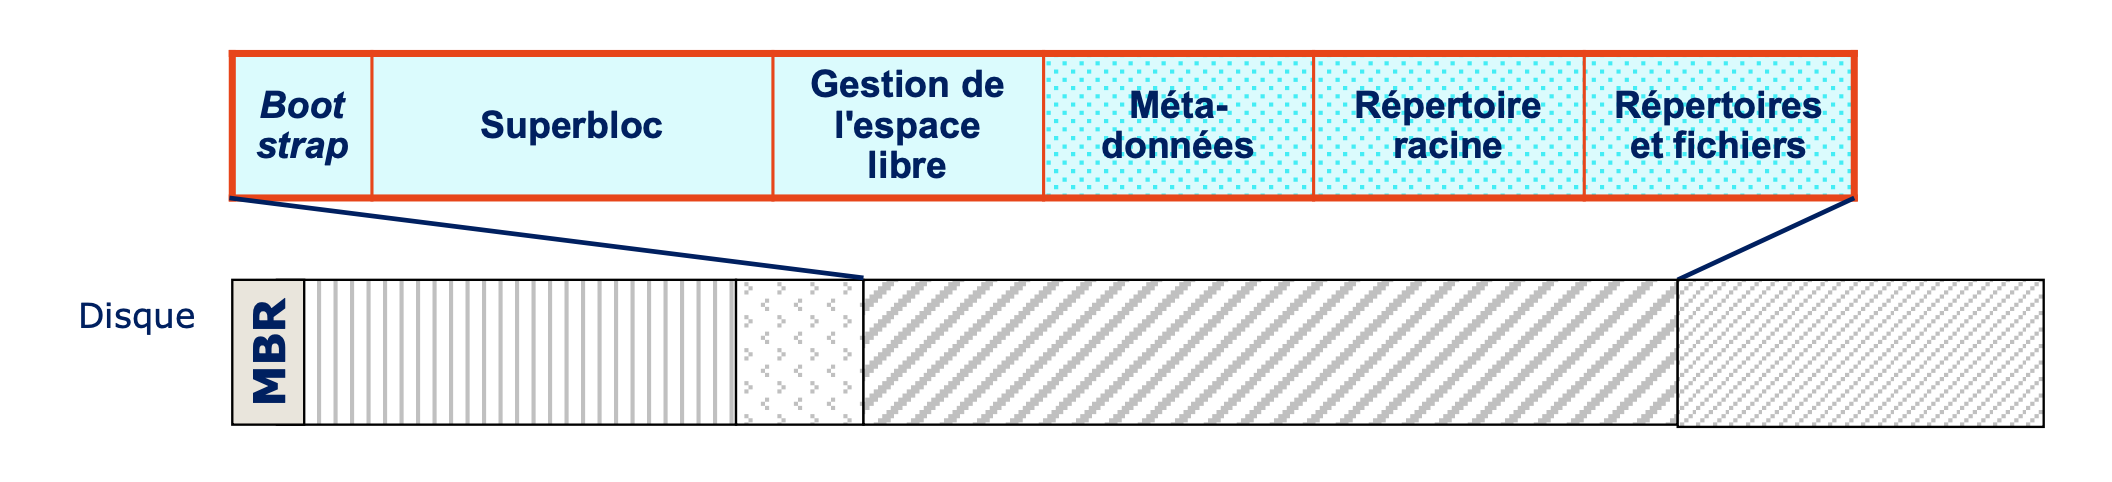 Boot
strap
Superbloc
Gestion de
l'espace
libre
Méta-
données
Répertoire
racine
Répertoires
et fichiers
Disque
MBR